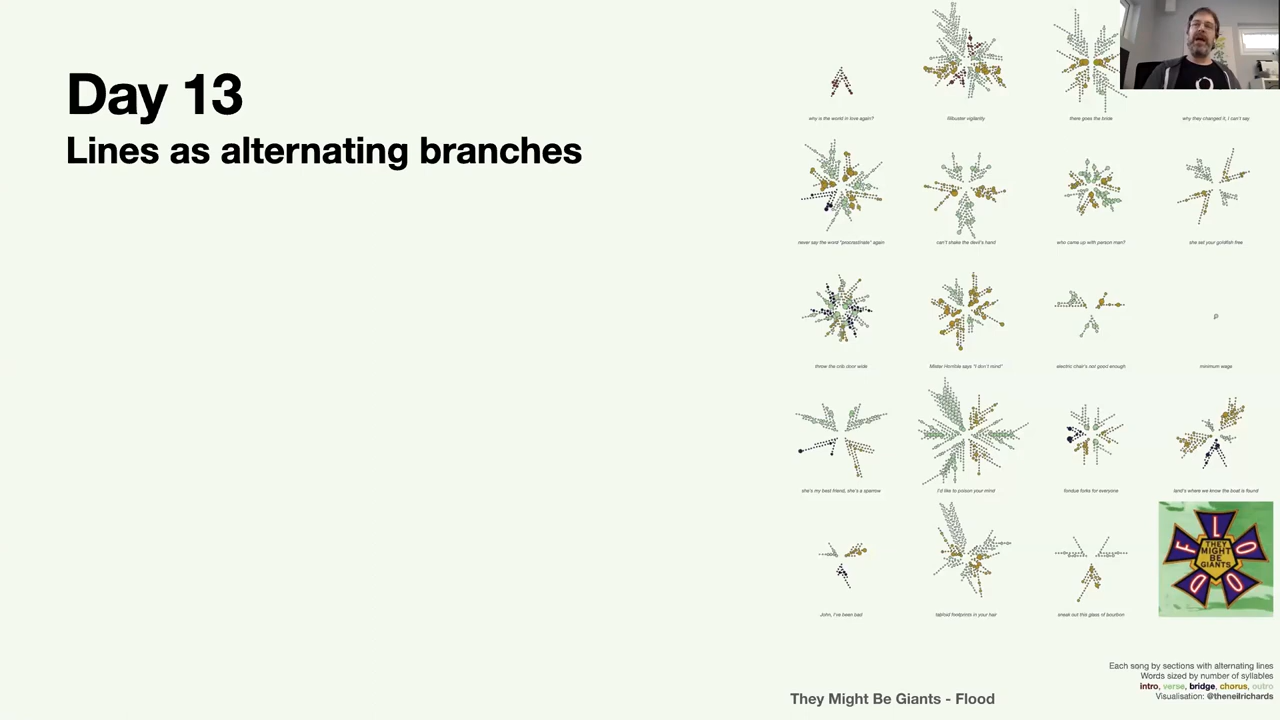 Day 13
Lines as alternating branches
why is the world in love again?
filibuster vigilantly
there goes the bride
why they changed it, I can't say
never say the word "procrastinate" again
can't shake the devil's hand
who came up with person man?
she set your goldfish free
threw the crib door wide
Mister Horrible says "I don't mind"
electric chair's not good enough
minimum wage
she's my best friend, she's a sparrow
I'd like to poison your mind
fondue forks for everyone
land's where we know the boat is found
John, I've been bad
tabloid footprints in your hair
sneak out this glass of bourbon
FLOOD
THEY
MIGHT
BE
GIANTS
Each song by sections with alternating lines
Words sized by number of syllables
intro, verse, bridge, chorus, outro
Visualisation: @theneilrichards
They Might Be Giants - Flood